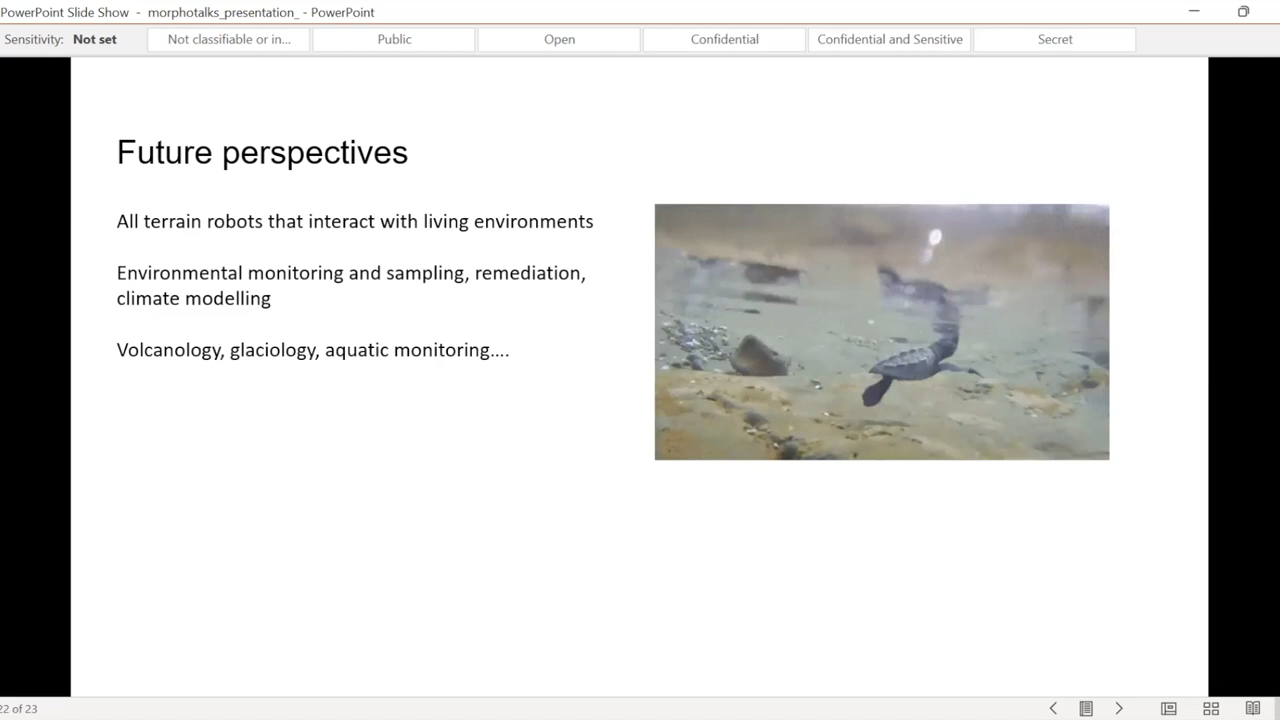 PowerPoint Slide Show - morphotalks_presentation_ - PowerPoint
Sensitivity: Not set Not classifiable or in... Public Open Confidential Confidential and Sensitive Secret
Future perspectives
All terrain robots that interact with living environments
Environmental monitoring and sampling, remediation,
climate modelling
Volcanology, glaciology, aquatic monitoring....
22 of 23